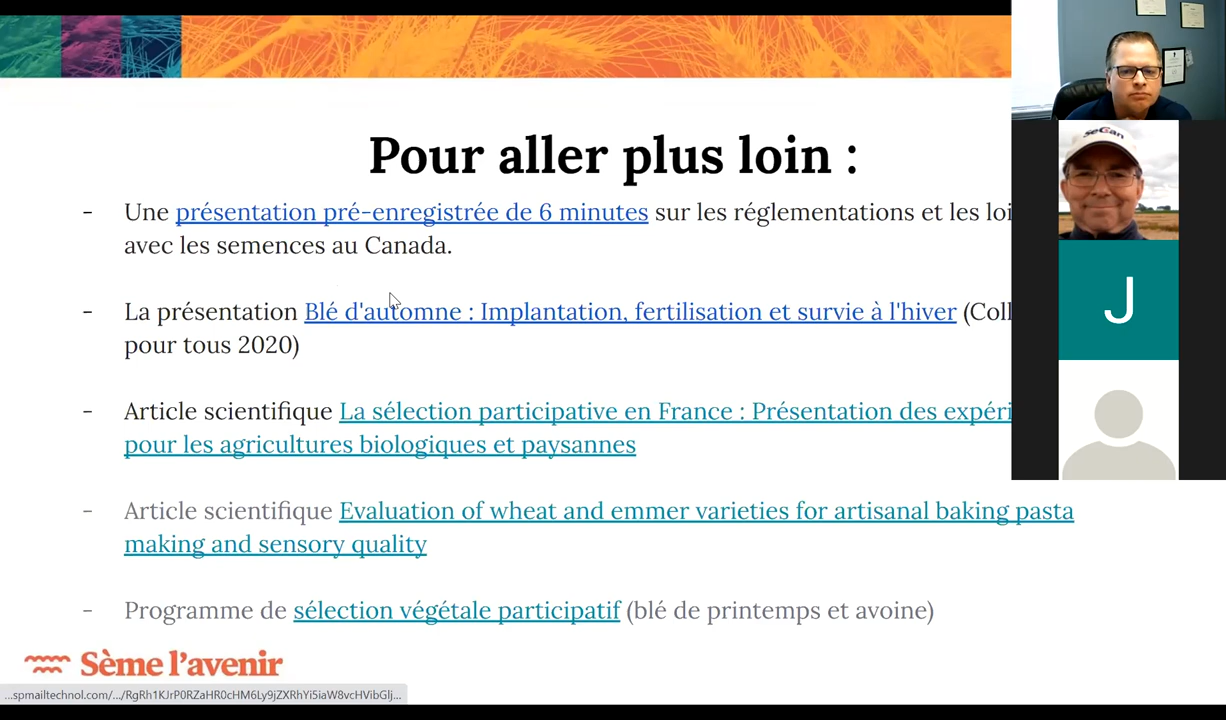 Pour aller plus loin :
- Une présentation pré-enregistrée de 6 minutes sur les réglementations et les loi
avec les semences au Canada.
- La présentation Blé d'automne : Implantation, fertilisation et survie à l'hiver (Coll
pour tous 2020)
- Article scientifique La sélection participative en France : Présentation des expéri
pour les agricultures biologiques et paysannes
- Article scientifique Evaluation of wheat and emmer varieties for artisanal baking pasta
making and sensory quality
- Programme de sélection végétale participatif (blé de printemps et avoine)
Sème l'avenir
SeCan
J